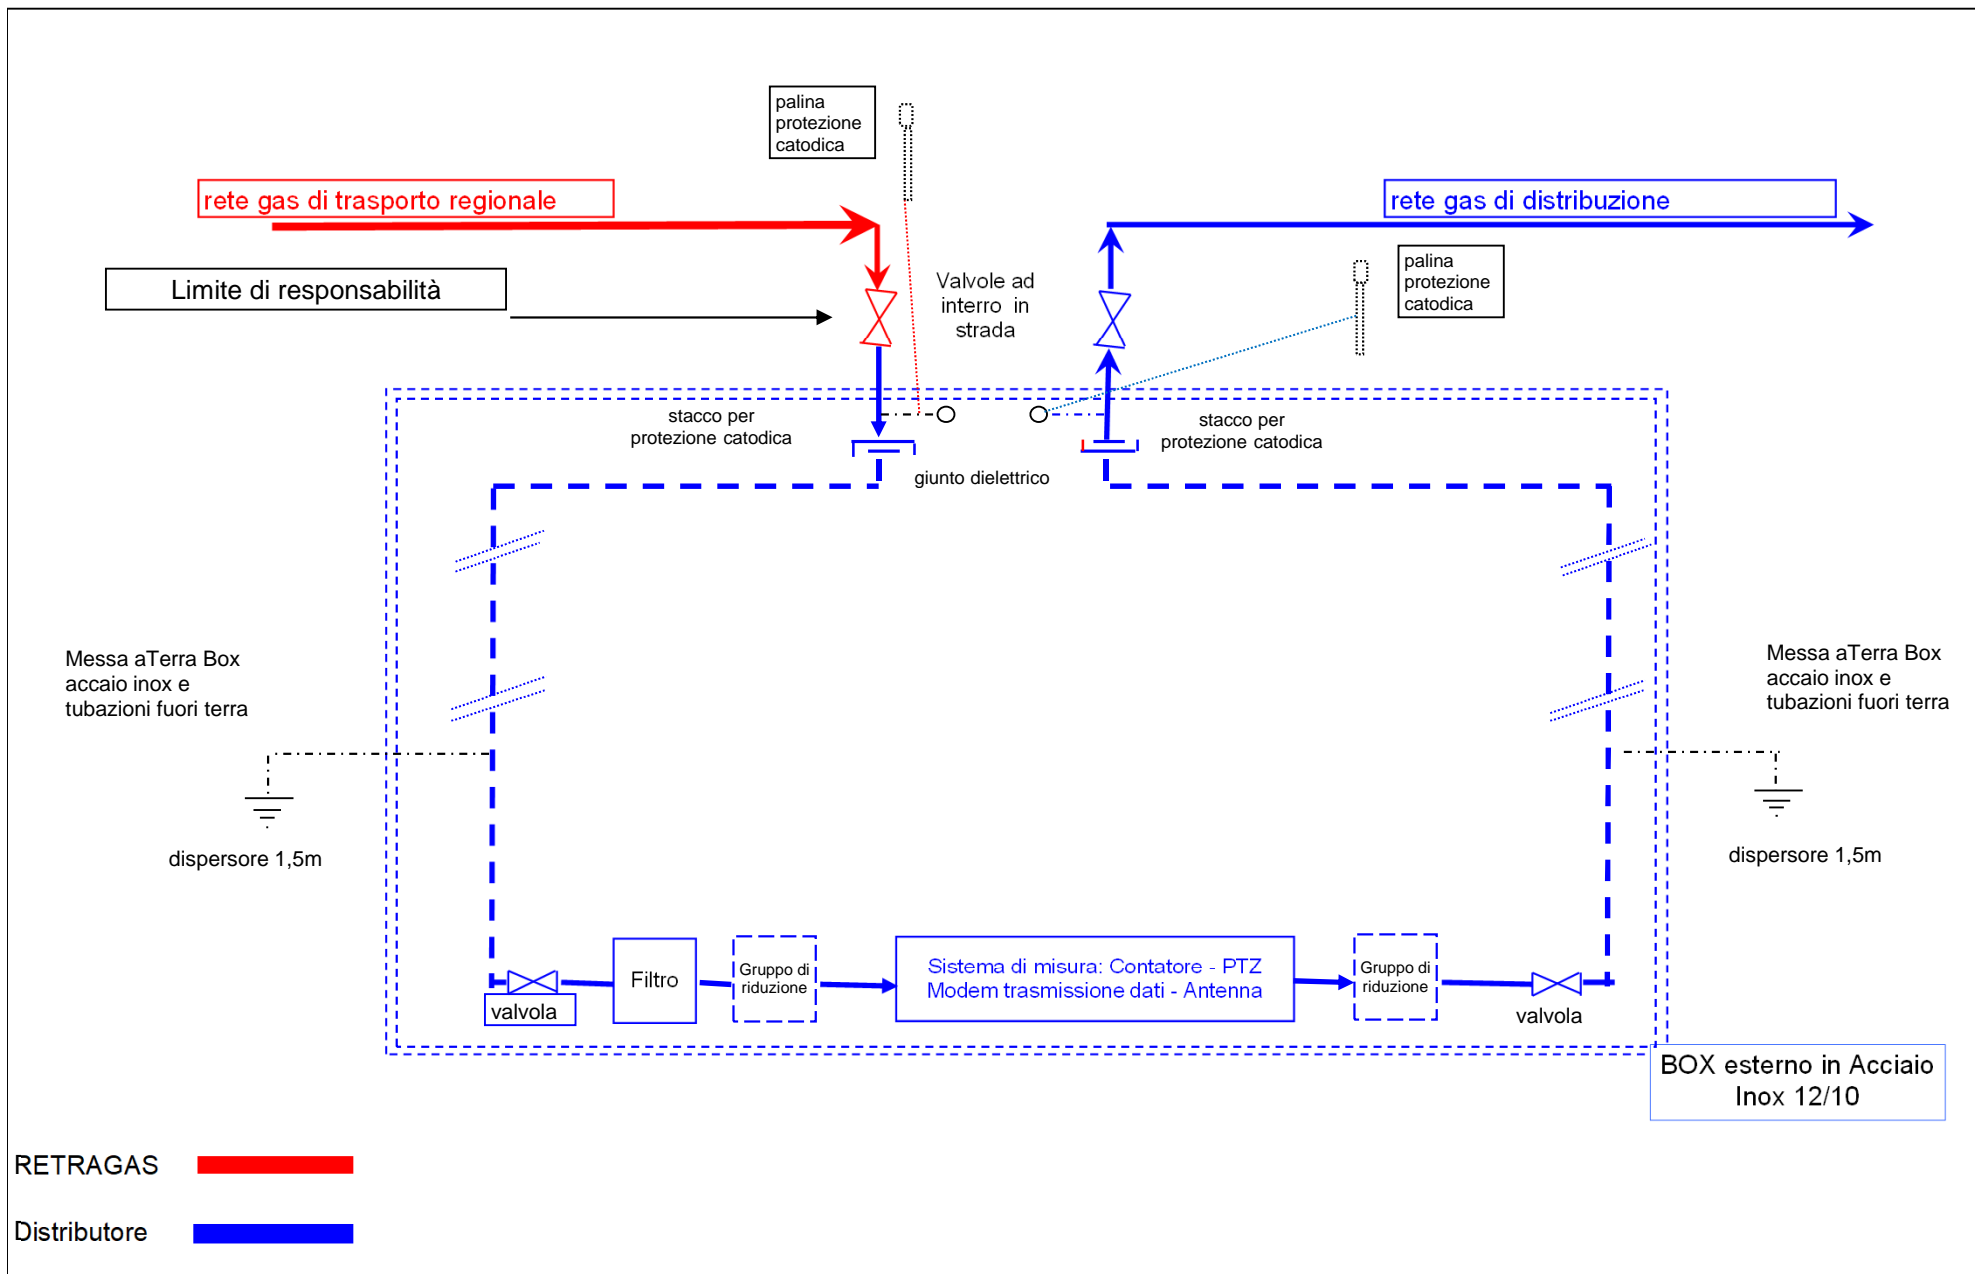 palina
protezione
catodica
rete gas di trasporto regionale
rete gas di distribuzione
palina
protezione
catodica
Limite di responsabilità
Valvole ad
interro in
strada
stacco per
protezione catodica
stacco per
protezione catodica
giunto dielettrico
Messa aTerra Box
accaio inox e
tubazioni fuori terra
Messa aTerra Box
accaio inox e
tubazioni fuori terra
dispersore 1,5m
dispersore 1,5m
valvola
Filtro
Gruppo di
riduzione
Sistema di misura: Contatore - PTZ
Modem trasmissione dati - Antenna
Gruppo di
riduzione
valvola
BOX esterno in Acciaio
Inox 12/10
RETRAGAS
Distributore